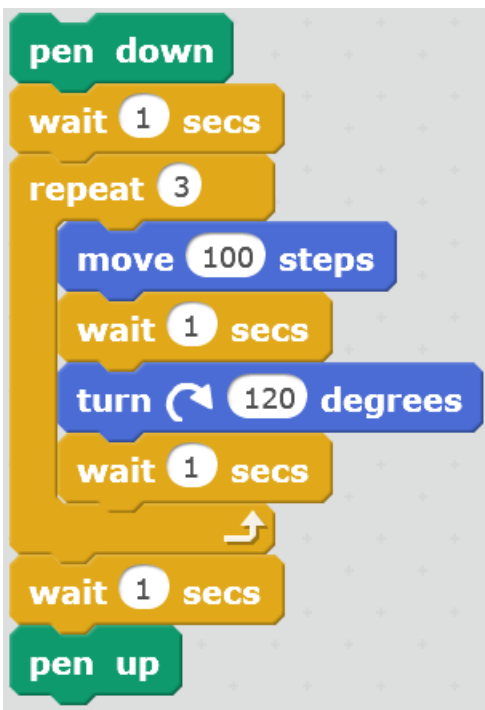 pen down
wait 1 secs
repeat 3
move 100 steps
wait 1 secs
turn 120 degrees
wait 1 secs
wait 1 secs
pen up